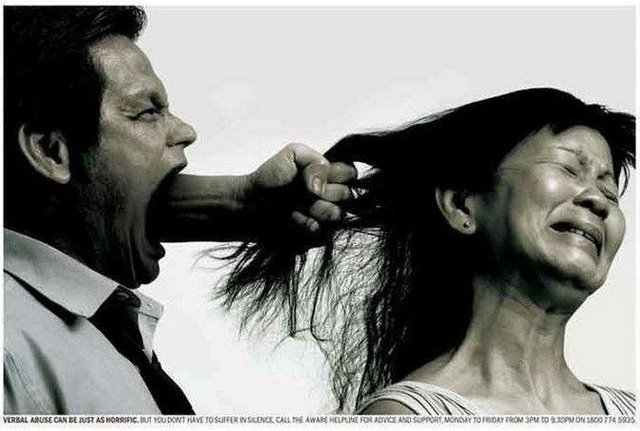 VERBAL ABUSE CAN BE JUST AS HORRIFIC. BUT YOU DON'T HAVE TO SUFFER IN SILENCE. CALL THE AWARE HELPLINE FOR ADVICE AND SUPPORT, MONDAY TO FRIDAY FROM 3PM TO 9.30PM ON 1800 774 5935